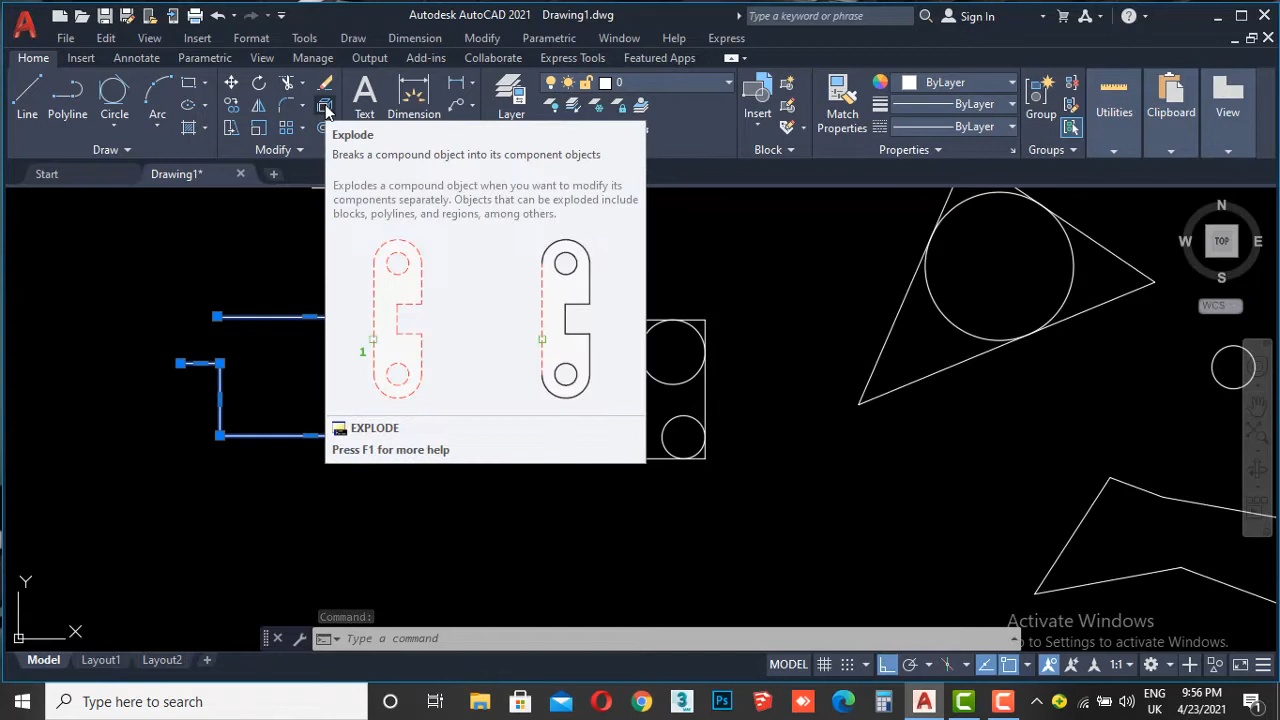 Autodesk AutoCAD 2021 Drawing1.dwg
Type a keyword or phrase
Sign In
File Edit View Insert Format Tools Draw Dimension Modify Parametric Window Help Express
Home Insert Annotate Parametric View Manage Output Add-ins Collaborate Express Tools Featured Apps
0
ByLayer
ByLayer
ByLayer
Line Polyline Circle Arc
Text Dimension
Layer
Insert
Match
Properties
Group
Utilities
Clipboard
View
Draw
Modify
Block
Properties
Groups
Start
Drawing1*
Explode
Breaks a compound object into its component objects
Explodes a compound object when you want to modify its
components separately. Objects that can be exploded include
blocks, polylines, and regions, among others.
1
EXPLODE
Press F1 for more help
N
W TOP E
S
WCS
Y
X
Command:
Type a command
Activate Windows
o to Settings to activate Windows.
Model Layout1 Layout2
MODEL
1:1
Type here to search
3
Ps
A
C
C
ENG
UK
9:56 PM
4/23/2021
1